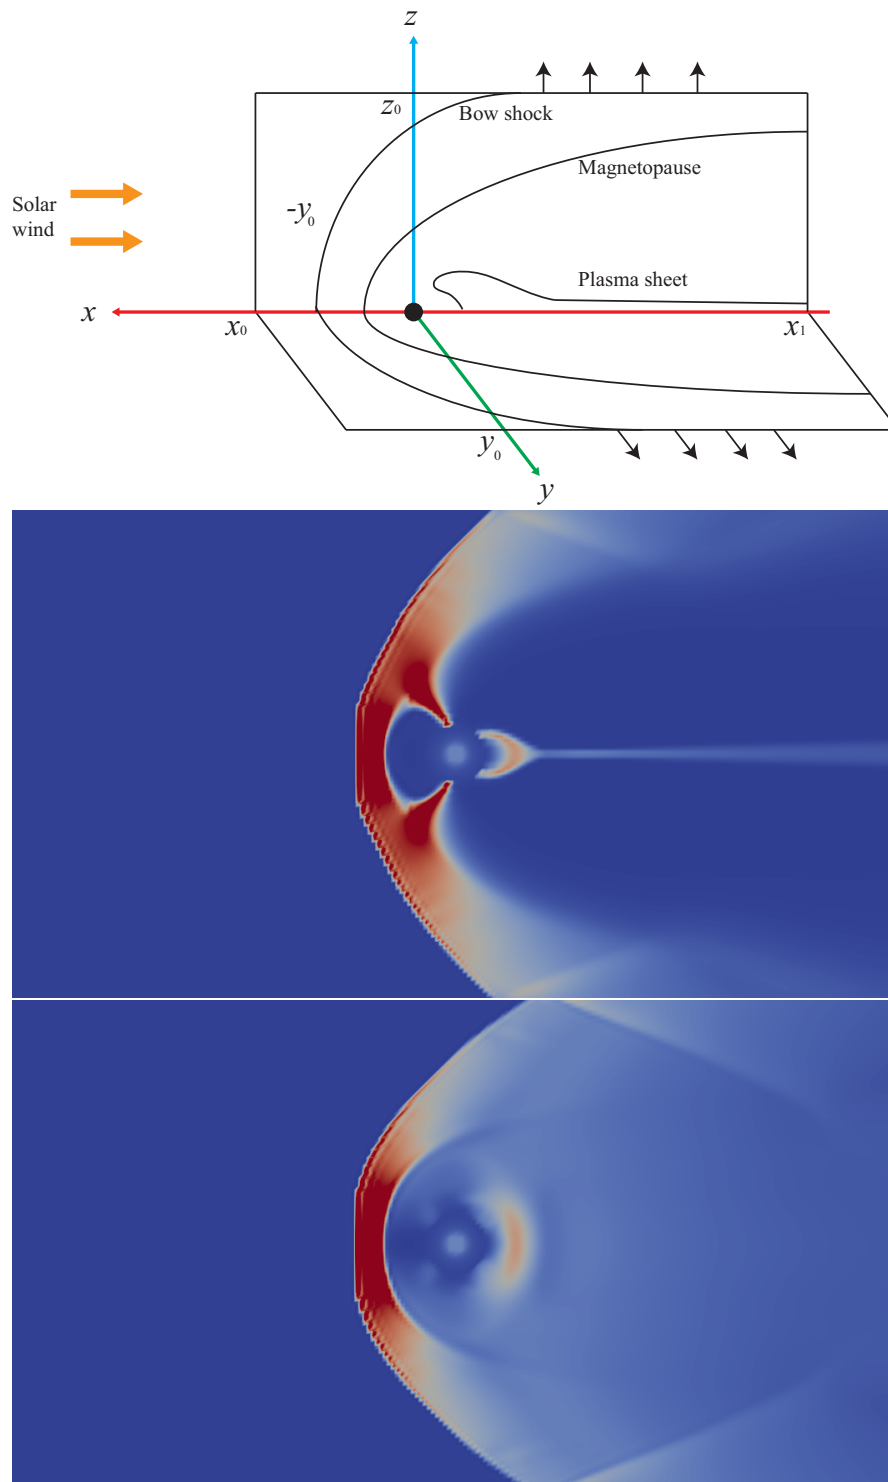 z
z₀
Bow shock
Magnetopause
Solar
wind
-y₀
Plasma sheet
x
x₀
x₁
y₀
y